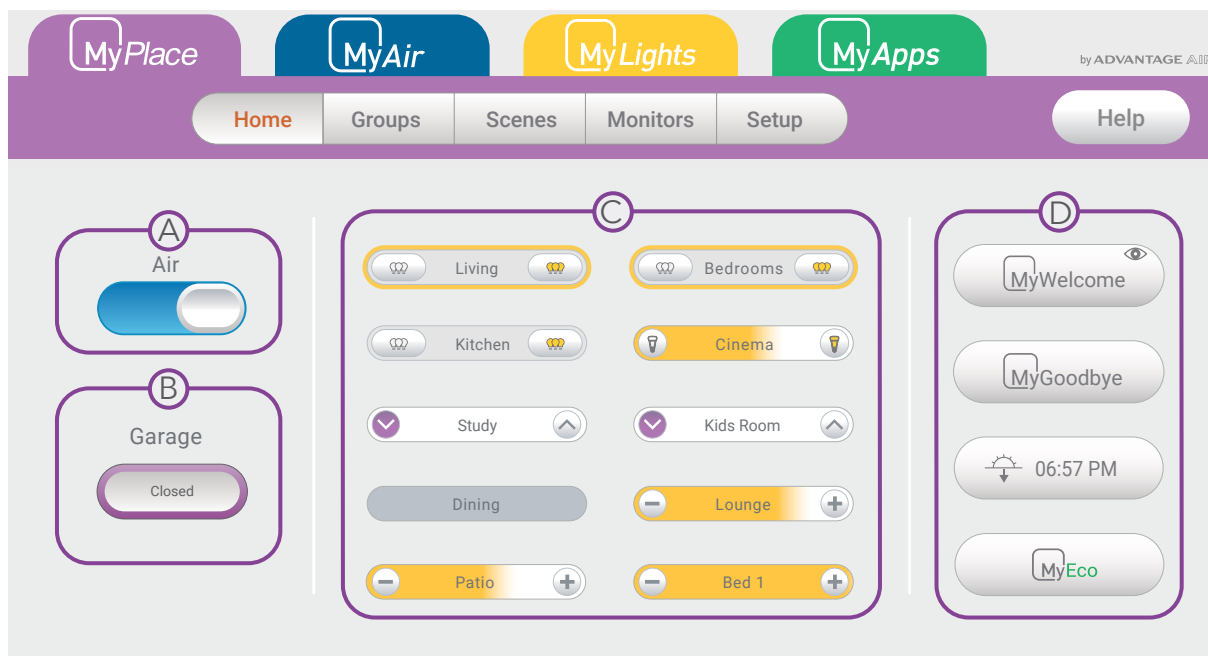 MyPlace
MyAir
MyLights
MyApps
by ADVANTAGE AIR
Home
Groups
Scenes
Monitors
Setup
Help
A
Air
B
Garage
Closed
C
Living
Bedrooms
Kitchen
Cinema
Study
Kids Room
Dining
Lounge
Patio
Bed 1
D
MyWelcome
MyGoodbye
06:57 PM
MyEco